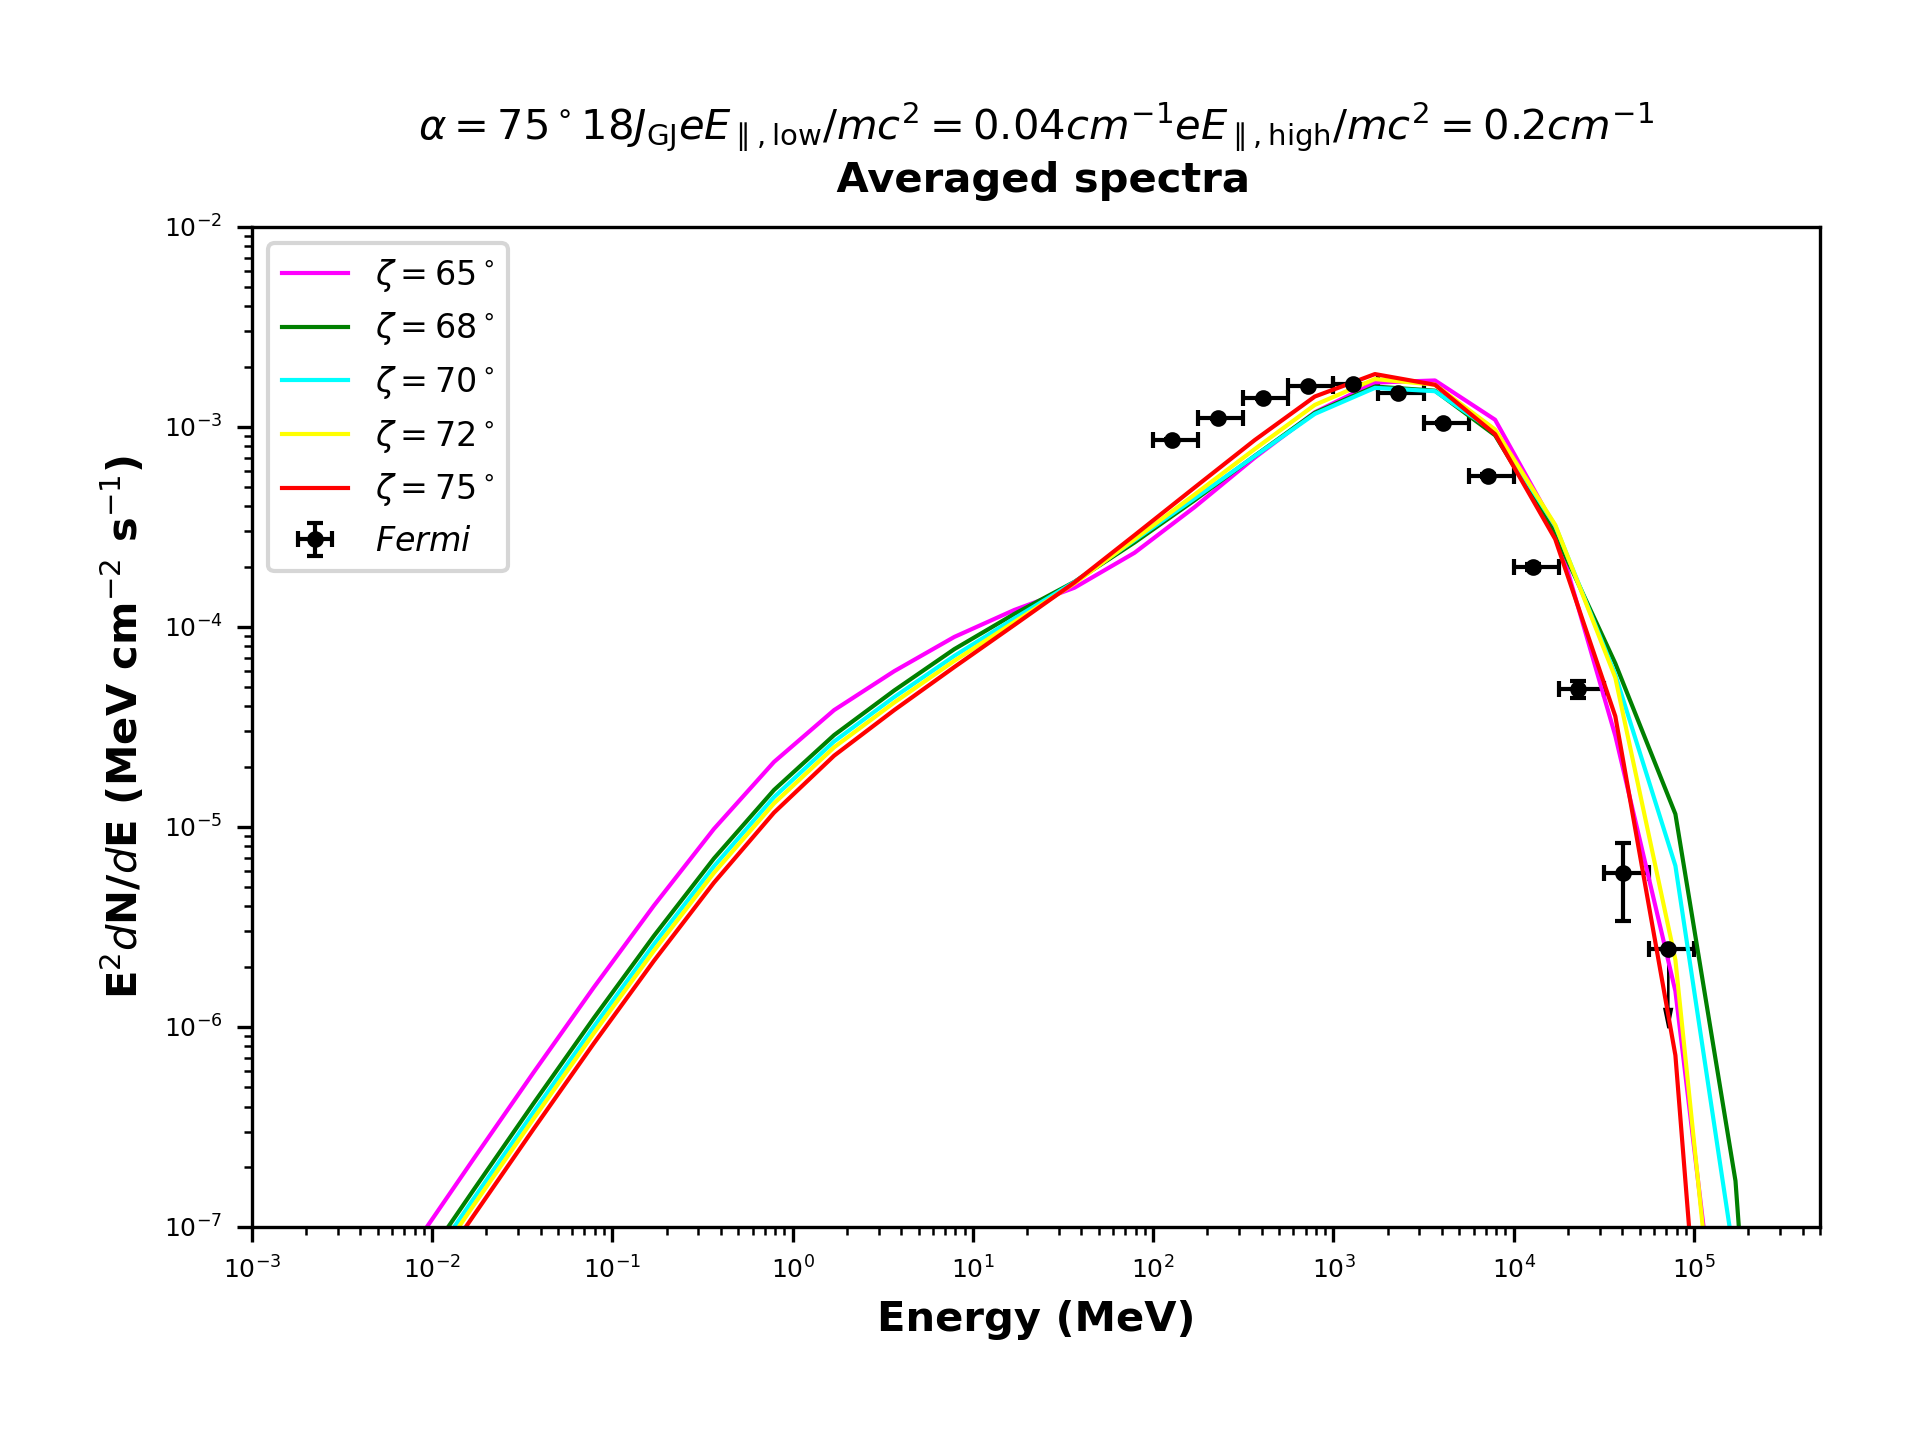 α = 75° 18J_GJ eE_∥,low/mc² = 0.04cm⁻¹ eE_∥,high/mc² = 0.2cm⁻¹
Averaged spectra
E² dN/dE (MeV cm⁻² s⁻¹)
10⁻²
10⁻³
10⁻⁴
10⁻⁵
10⁻⁶
10⁻⁷
ζ = 65°
ζ = 68°
ζ = 70°
ζ = 72°
ζ = 75°
Fermi
10⁻³ 10⁻² 10⁻¹ 10⁰ 10¹ 10² 10³ 10⁴ 10⁵
Energy (MeV)